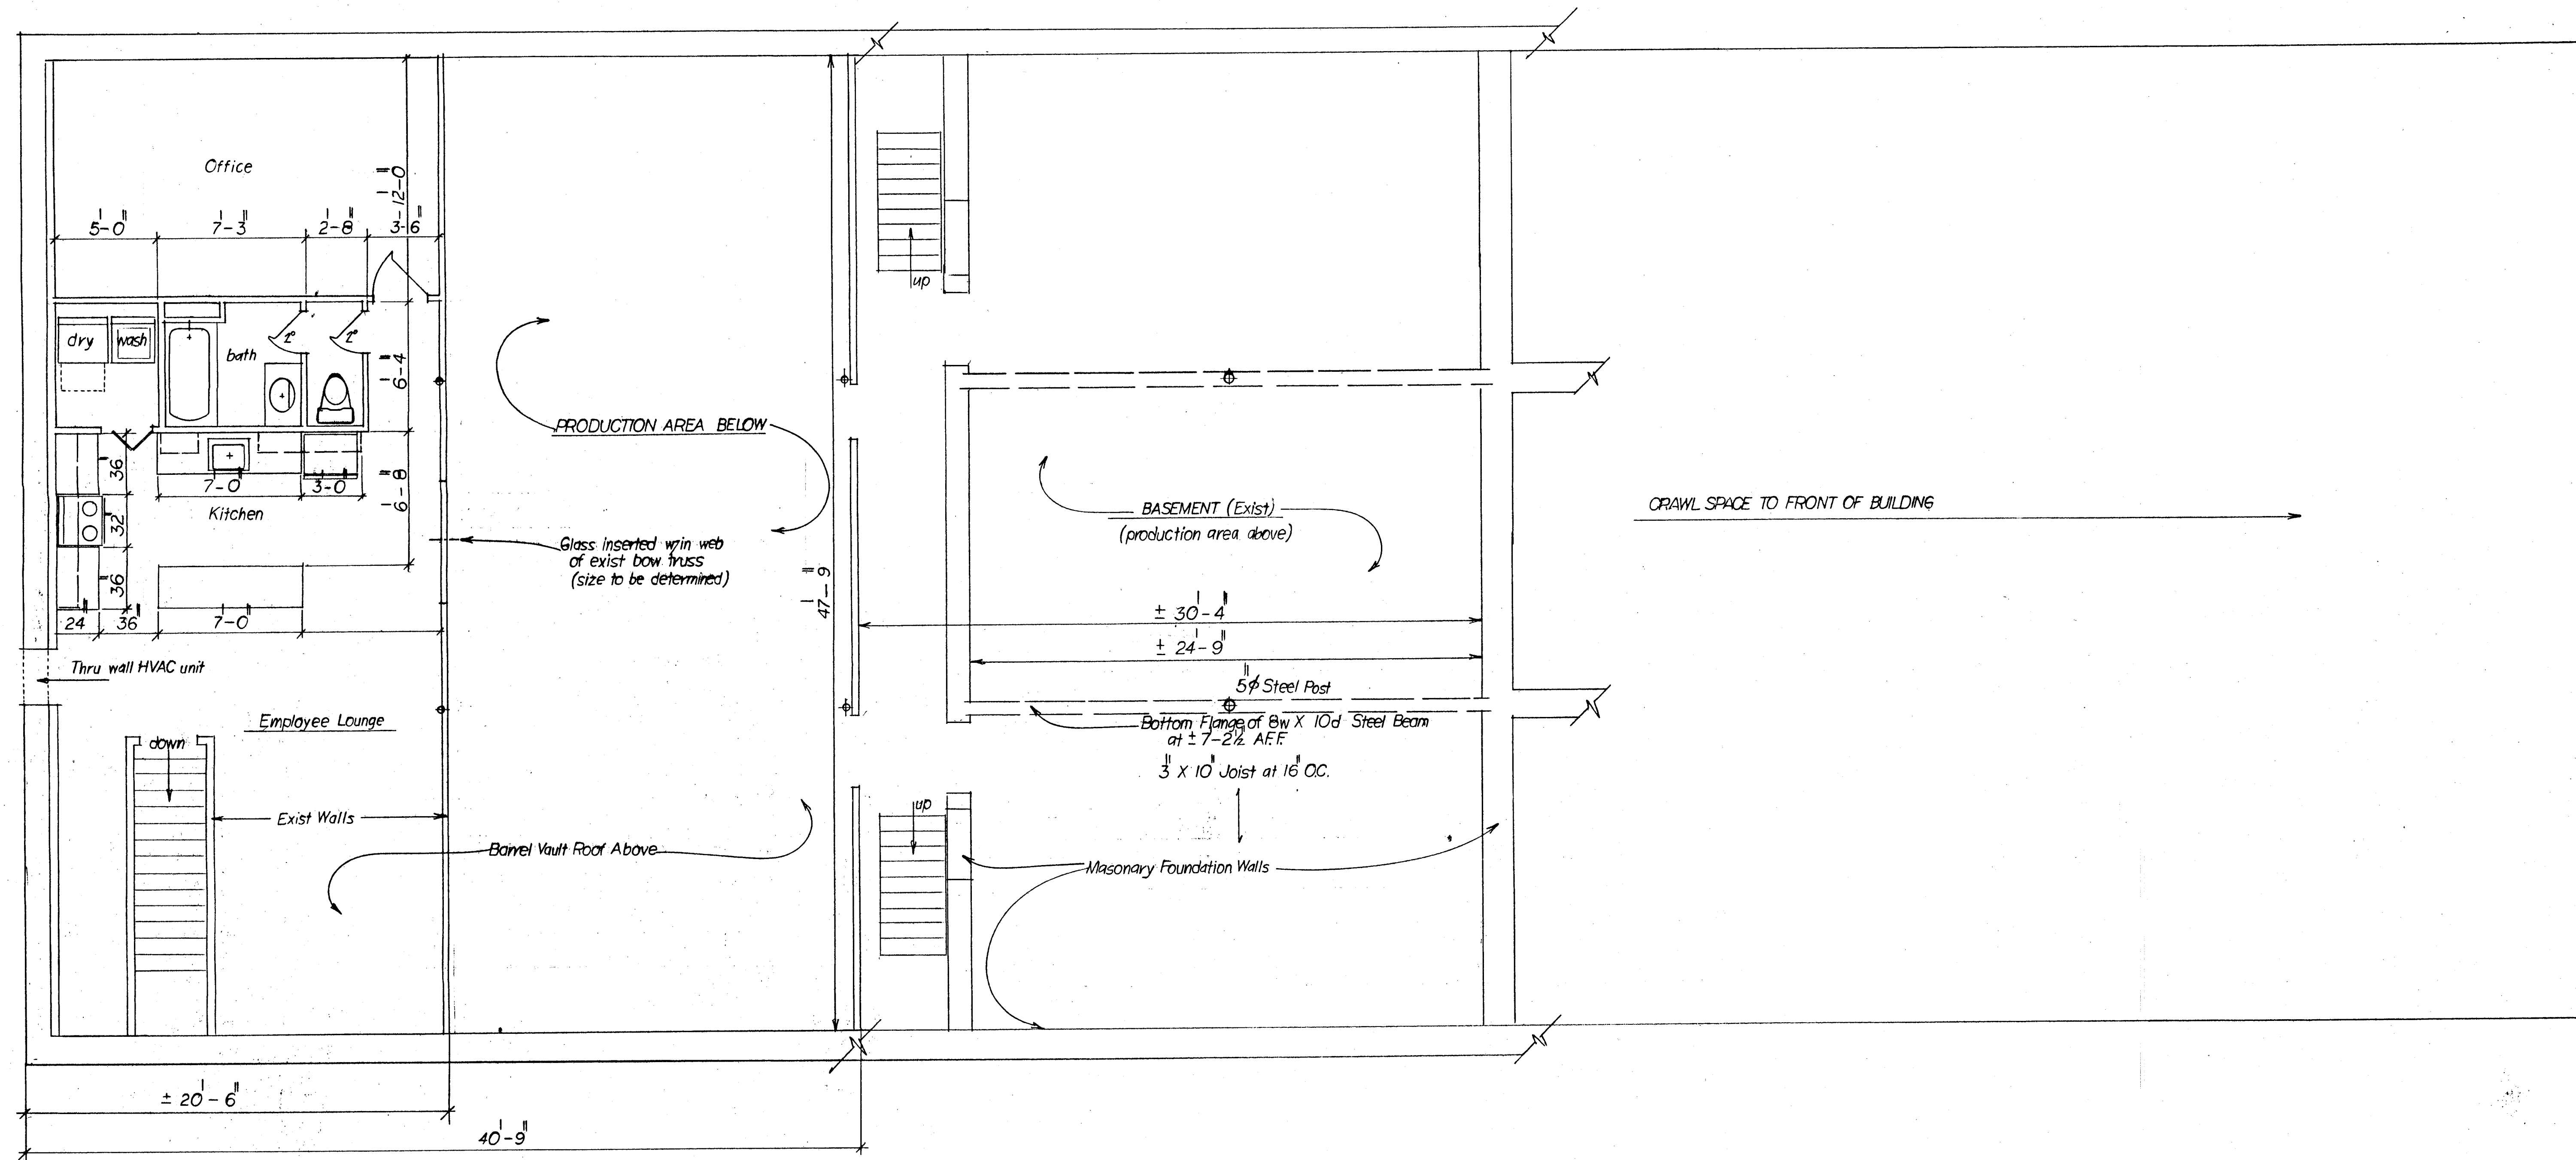 Office
3-12'-0"
5'-0" 7'-3" 2'-8" 3'-6"
up
dry wash bath 2° 2°
6'-4"
PRODUCTION AREA BELOW
36" 7'-0" 3'-0" 6'-8"
Kitchen
32"
36"
24" 36" 7'-0"
Glass inserted w/in web
of exist bow truss
(size to be determined)
47'-9"
BASEMENT (Exist)
(production area above)
CRAWL SPACE TO FRONT OF BUILDING
± 30'-4"
± 24'-9"
5"φ Steel Post
Bottom Flange of 8w X 10d Steel Beam
at ± 7'-2½" A.F.F.
3" X 10" Joist at 16" O.C.
Thru wall HVAC unit
Employee Lounge
down
up
Exist Walls
Barrel Vault Roof Above
Masonary Foundation Walls
± 20'-6"
40'-9"